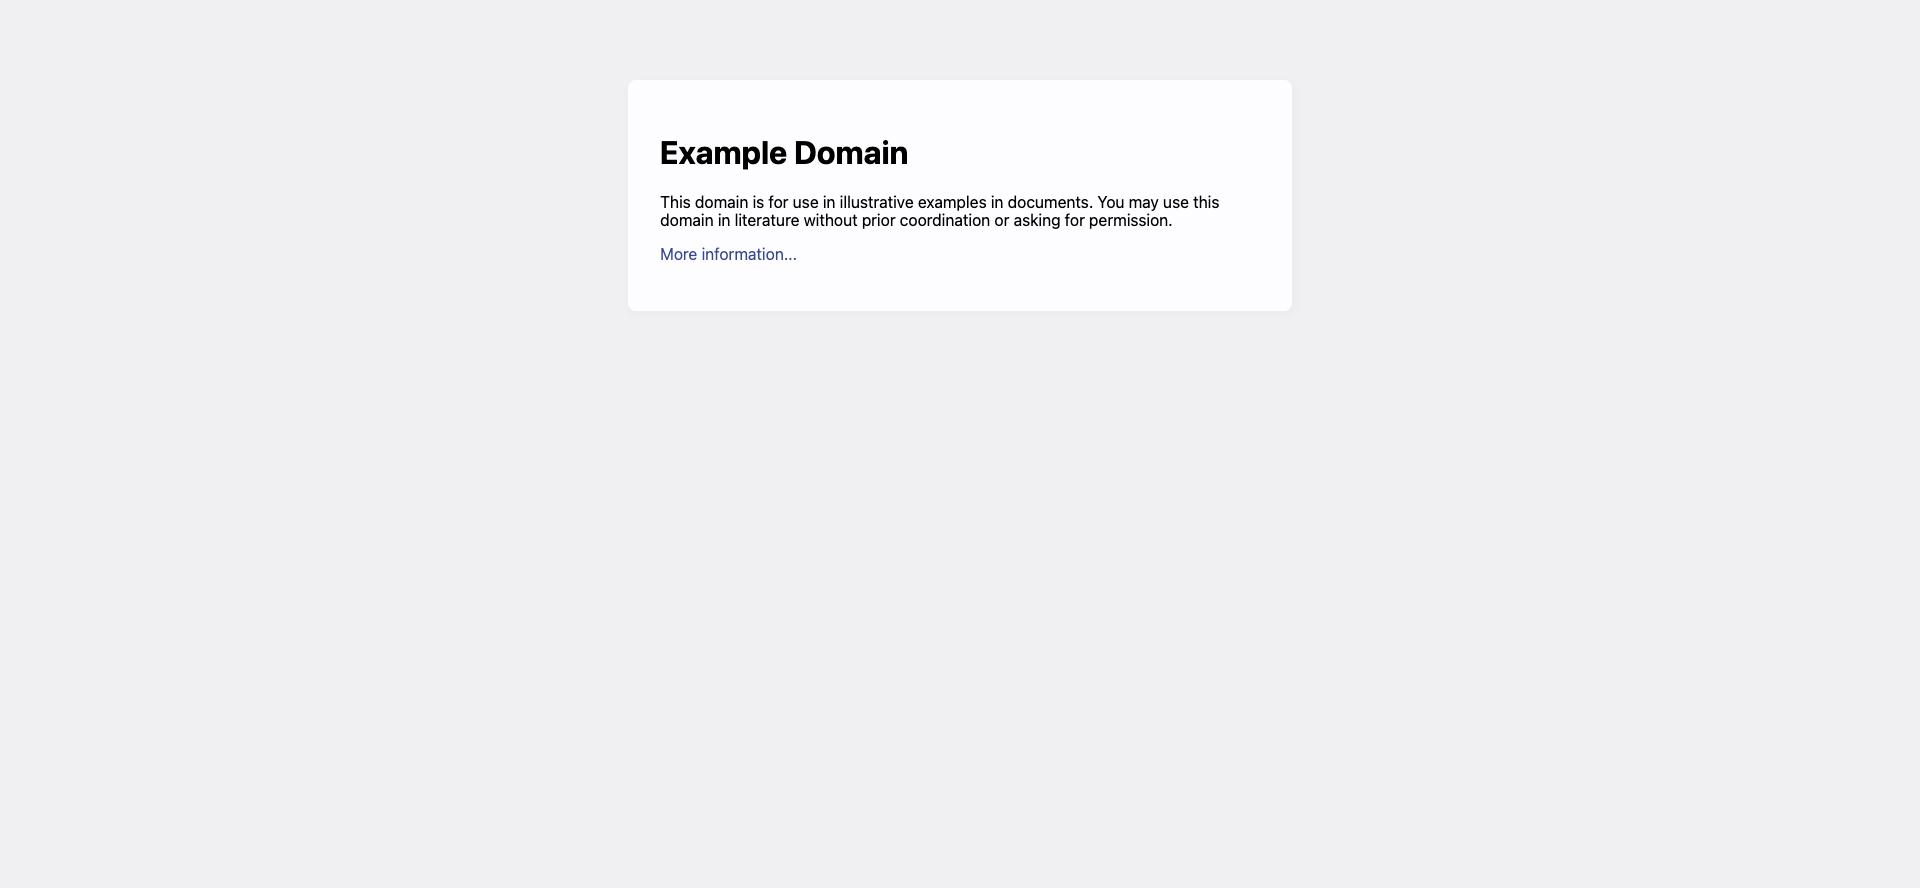 Example Domain
This domain is for use in illustrative examples in documents. You may use this
domain in literature without prior coordination or asking for permission.
More information...